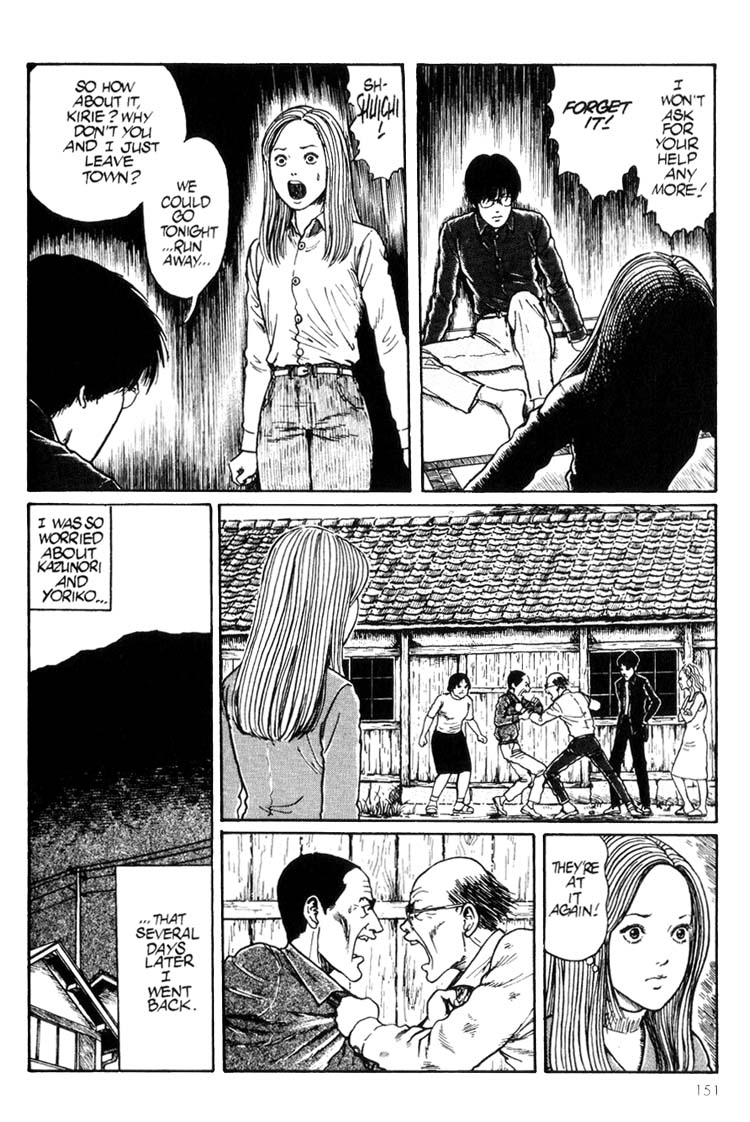 SO HOW
ABOUT IT,
KIRIE? WHY
DON'T YOU
AND I JUST
LEAVE
TOWN?
WE
COULD
GO
TONIGHT
...RUN
AWAY...
SH-
SHUICHI
!
FORGET
IT!
I
WON'T
ASK
FOR
YOUR
HELP
ANY
MORE!
I WAS SO
WORRIED
ABOUT
KAZUNORI
AND
YORIKO...
...THAT
SEVERAL
DAYS
LATER
I
WENT
BACK.
THEY'RE
AT
IT
AGAIN!
151